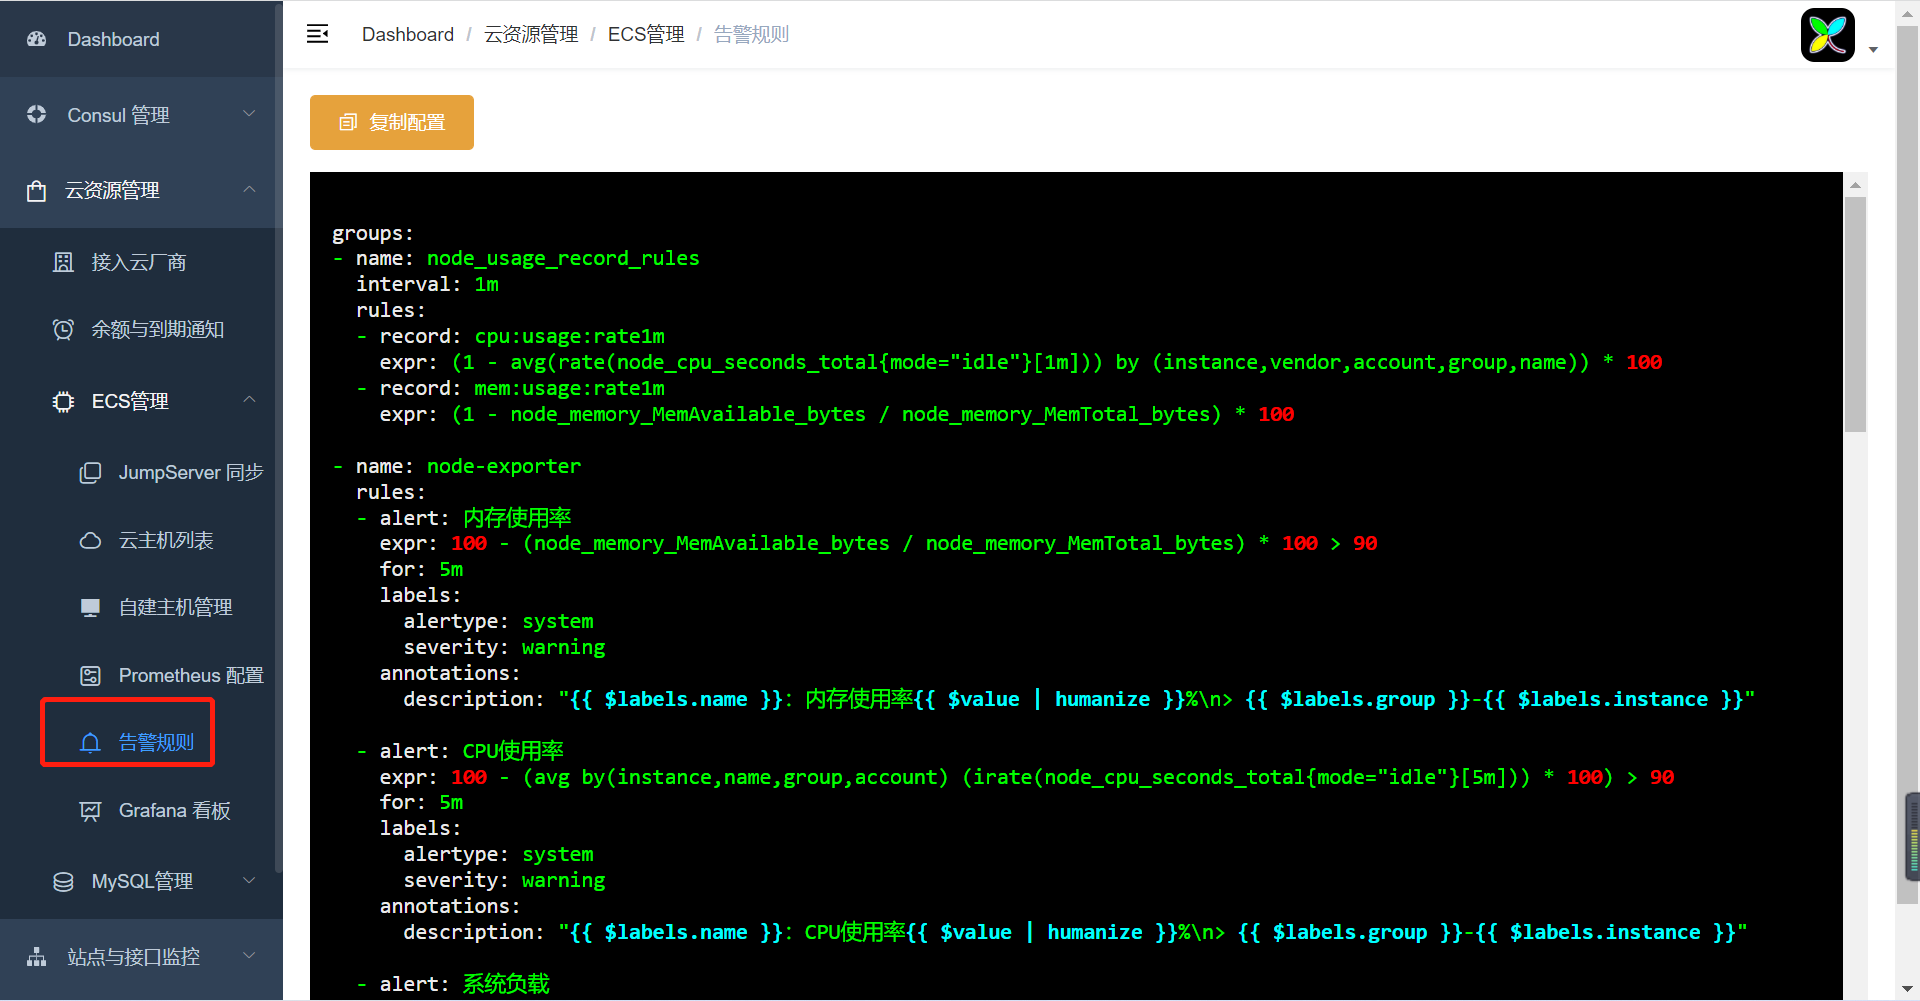 Dashboard
Consul 管理
云资源管理
接入云厂商
余额与到期通知
ECS管理
JumpServer 同步
云主机列表
自建主机管理
Prometheus 配置
告警规则
Grafana 看板
MySQL管理
站点与接口监控
Dashboard / 云资源管理 / ECS管理 / 告警规则
复制配置
groups:
- name: node_usage_record_rules
  interval: 1m
  rules:
  - record: cpu:usage:rate1m
    expr: (1 - avg(rate(node_cpu_seconds_total{mode="idle"}[1m])) by (instance,vendor,account,group,name)) * 100
  - record: mem:usage:rate1m
    expr: (1 - node_memory_MemAvailable_bytes / node_memory_MemTotal_bytes) * 100
- name: node-exporter
  rules:
  - alert: 内存使用率
    expr: 100 - (node_memory_MemAvailable_bytes / node_memory_MemTotal_bytes) * 100 > 90
    for: 5m
    labels:
      alertype: system
      severity: warning
    annotations:
      description: "{{ $labels.name }}：内存使用率{{ $value | humanize }}%\n> {{ $labels.group }}-{{ $labels.instance }}"
  - alert: CPU使用率
    expr: 100 - (avg by(instance,name,group,account) (irate(node_cpu_seconds_total{mode="idle"}[5m])) * 100) > 90
    for: 5m
    labels:
      alertype: system
      severity: warning
    annotations:
      description: "{{ $labels.name }}：CPU使用率{{ $value | humanize }}%\n> {{ $labels.group }}-{{ $labels.instance }}"
  - alert: 系统负载